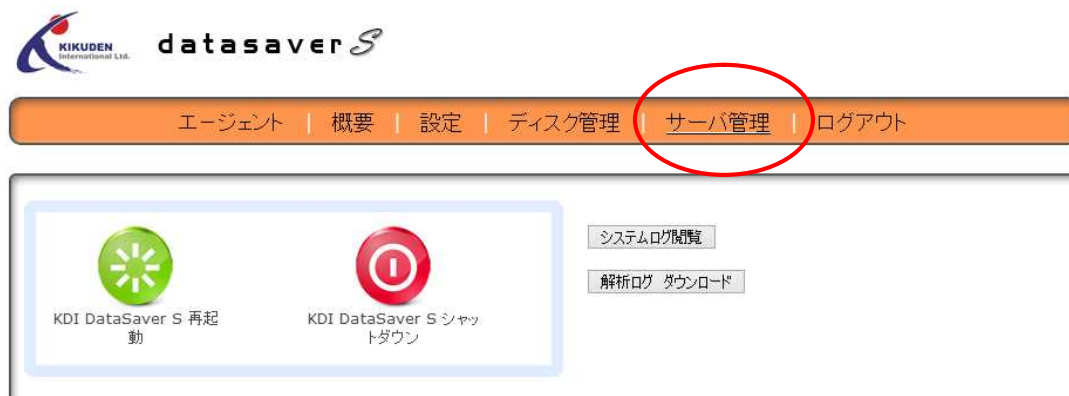 KIKUDEN
International Ltd.
datasaver S
エージェント | 概要 | 設定 | ディスク管理 | サーバ管理 | ログアウト
システムログ閲覧
解析ログ ダウンロード
KDI DataSaver S 再起
動
KDI DataSaver S シャッ
トダウン